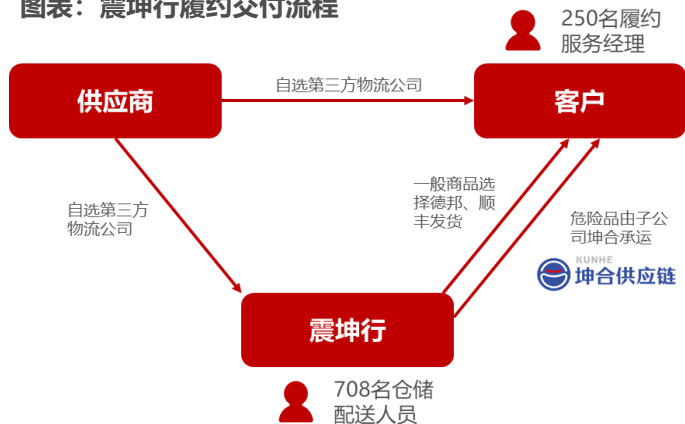 图表：震坤行履约交付流程
250名履约
服务经理
供应商
自选第三方物流公司
客户
自选第三方
物流公司
一般商品选
择德邦、顺
丰发货
危险品由子公
司坤合承运
KUNHE
坤合供应链
震坤行
708名仓储
配送人员